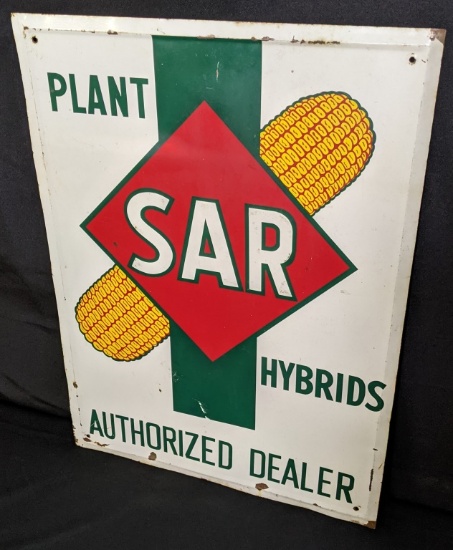 PLANT
SAR
HYBRIDS
AUTHORIZED DEALER